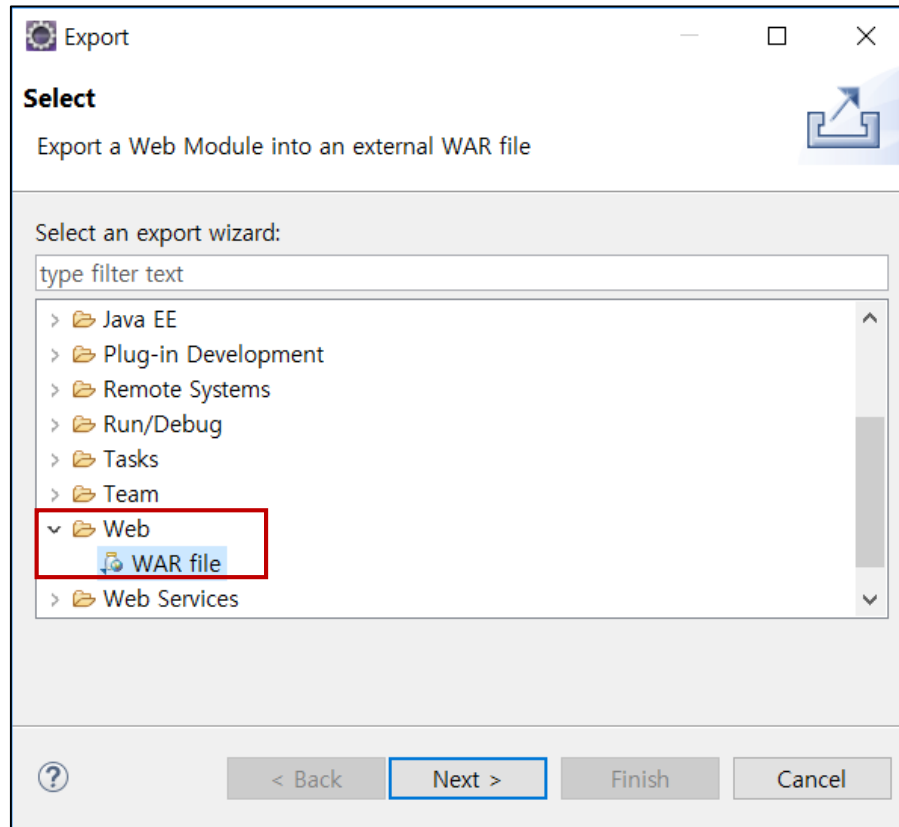 Export
Select
Export a Web Module into an external WAR file
Select an export wizard:
type filter text
Java EE
Plug-in Development
Remote Systems
Run/Debug
Tasks
Team
Web
WAR file
Web Services
? < Back Next > Finish Cancel